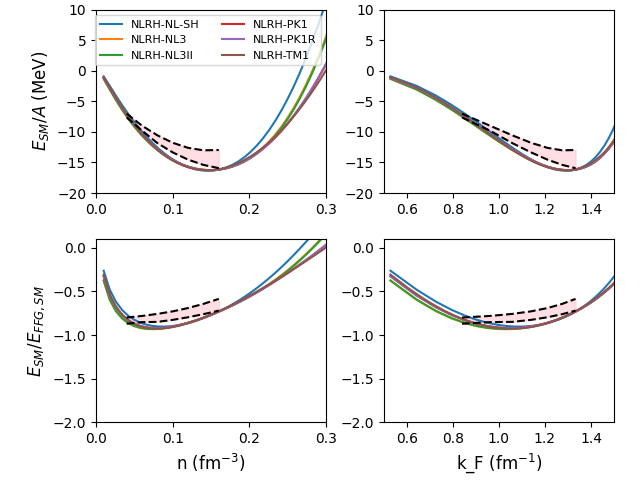 10
5
0
−5
−10
−15
−20
E_SM/A (MeV)
NLRH-NL-SH
NLRH-NL3
NLRH-NL3II
NLRH-PK1
NLRH-PK1R
NLRH-TM1
0.0 0.1 0.2 0.3
10
5
0
−5
−10
−15
−20
0.6 0.8 1.0 1.2 1.4
0.0
−0.5
−1.0
−1.5
−2.0
E_SM/E_FFG,SM
0.0 0.1 0.2 0.3
n (fm⁻³)
0.0
−0.5
−1.0
−1.5
−2.0
0.6 0.8 1.0 1.2 1.4
k_F (fm⁻¹)